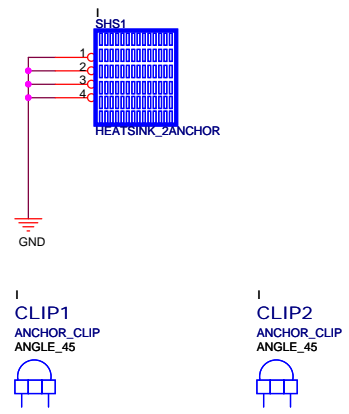 I
SHS1
1
2
3
4
HEATSINK_2ANCHOR
GND
I
CLIP1
ANCHOR_CLIP
ANGLE_45
I
CLIP2
ANCHOR_CLIP
ANGLE_45